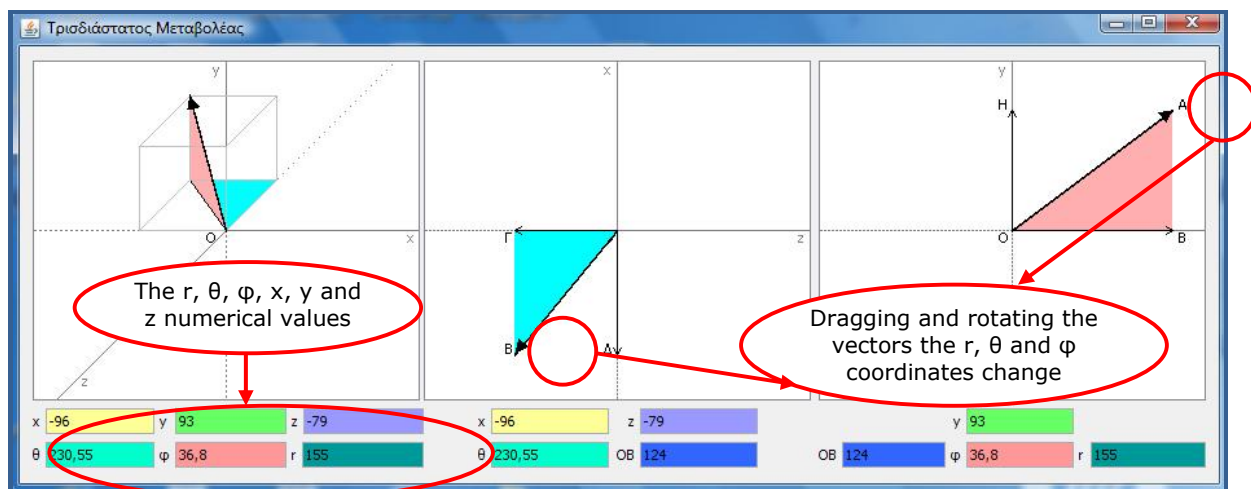 Τρισδιάστατος Μεταβολέας
y
O
x
z
The r, θ, φ, x, y and
z numerical values
x
Γ
z
B
Δ
y
H
A
O
B
Dragging and rotating the
vectors the r, θ and φ
coordinates change
x -96 y 93 z -79
θ 230,55 φ 36,8 r 155
x -96 z -79
θ 230,55 OB 124
y 93
OB 124 φ 36,8 r 155